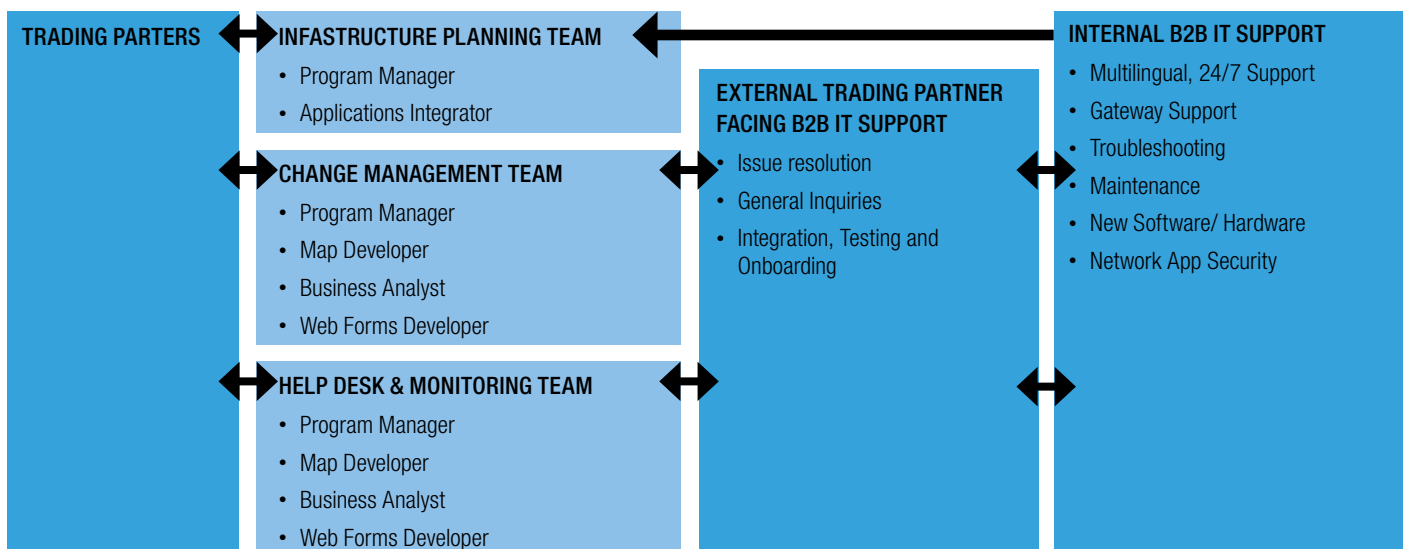 TRADING PARTERS
INFASTRUCTURE PLANNING TEAM
• Program Manager
• Applications Integrator
CHANGE MANAGEMENT TEAM
• Program Manager
• Map Developer
• Business Analyst
• Web Forms Developer
HELP DESK & MONITORING TEAM
• Program Manager
• Map Developer
• Business Analyst
• Web Forms Developer
EXTERNAL TRADING PARTNER
FACING B2B IT SUPPORT
• Issue resolution
• General Inquiries
• Integration, Testing and
Onboarding
INTERNAL B2B IT SUPPORT
• Multilingual, 24/7 Support
• Gateway Support
• Troubleshooting
• Maintenance
• New Software/ Hardware
• Network App Security